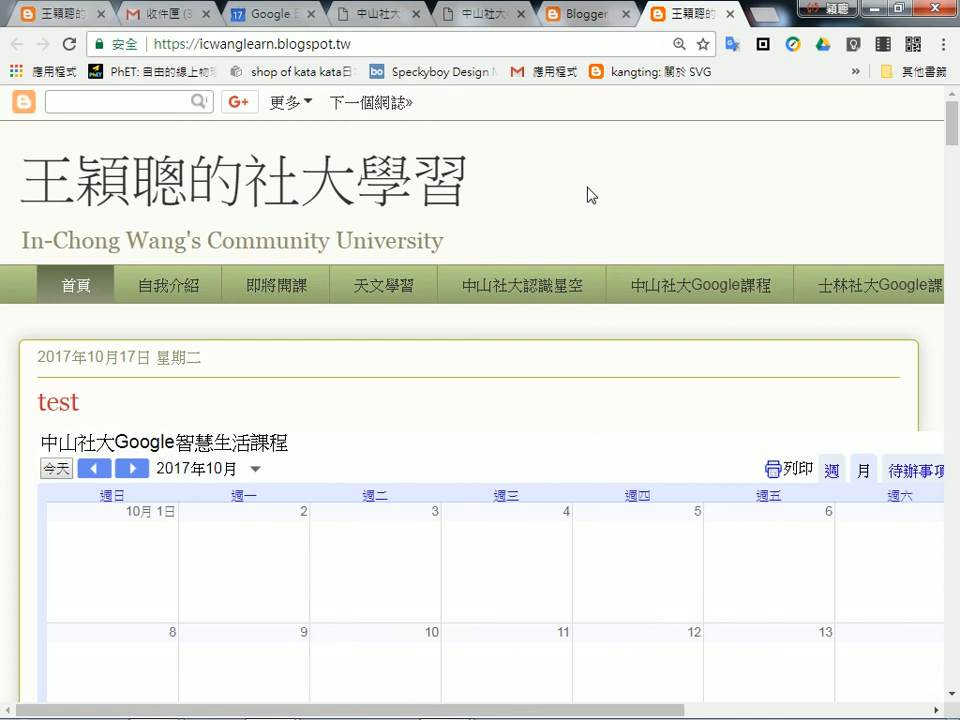 王穎聰的
收件匣 (3
Google
中山社大
中山社大
Blogger
王穎聰的
穎聰
安全 https://icwanglearn.blogspot.tw
應用程式
PhET: 自由的線上物
shop of kata kata日
Speckyboy Design
應用程式
kangting: 關於 SVG
»
其他書籤
G+
更多
下一個網誌»
王穎聰的社大學習
In-Chong Wang's Community University
首頁
自我介紹
即將開課
天文學習
中山社大認識星空
中山社大Google課程
士林社大Google課
2017年10月17日 星期二
test
中山社大Google智慧生活課程
今天 2017年10月
列印 週 月 待辦事項
週日 週一 週二 週三 週四 週五 週六
10月 1日 2 3 4 5 6
8 9 10 11 12 13